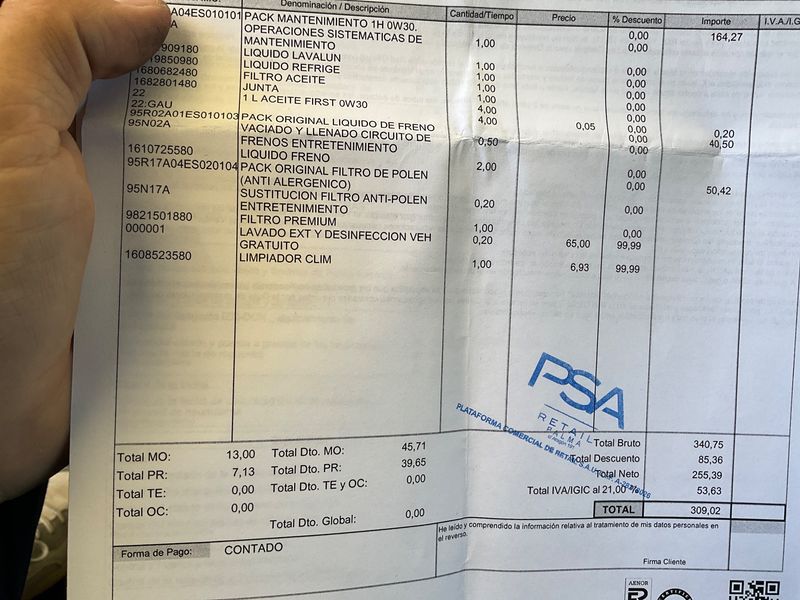 Denominación / Descripción Cantidad/Tiempo Precio % Descuento Importe I.V.A./I.G
A04ES010101 PACK MANTENIMIENTO 1H 0W30. 0,00 164,27
OPERACIONES SISTEMATICAS DE 1,00 0,00
MANTENIMIENTO
909180 LIQUIDO LAVALUN 1,00 0,00
9850980 LIQUIDO REFRIGE 1,00 0,00
1680682480 FILTRO ACEITE 1,00 0,00
1682801480 JUNTA 1,00 0,00
22 1 L ACEITE FIRST 0W30 4,00 0,00
22:GAU 4,00 0,05 0,00 0,20
95R02A01ES010103 PACK ORIGINAL LIQUIDO DE FRENO 0,00 40,50
95N02A VACIADO Y LLENADO CIRCUITO DE 0,50 0,00
FRENOS ENTRETENIMIENTO
1610725580 LIQUIDO FRENO 2,00 0,00
95R17A04ES020104 PACK ORIGINAL FILTRO DE POLEN 0,00 50,42
(ANTI ALERGENICO)
95N17A SUSTITUCION FILTRO ANTI-POLEN 0,20 0,00
ENTRETENIMIENTO
9821501880 FILTRO PREMIUM 1,00 0,00
000001 LAVADO EXT Y DESINFECCION VEH 0,20 65,00 99,99
GRATUITO
1608523580 LIMPIADOR CLIM 1,00 6,93 99,99
PSA
RETAIL
PALMA
PLATAFORMA COMERCIAL DE RETAIL S.A.U.
Total MO: 13,00 Total Dto. MO: 45,71 Total Bruto 340,75
Total PR: 7,13 Total Dto. PR: 39,65 Total Descuento 85,36
Total TE: 0,00 Total Dto. TE y OC: 0,00 Total Neto 255,39
Total OC: 0,00 Total IVA/IGIC al 21,00 % 53,63
Total Dto. Global: 0,00 TOTAL 309,02
Forma de Pago: CONTADO
He leído y comprendido la información relativa al tratamiento de mis datos personales en
el reverso.
Firma Cliente
AENOR
ER